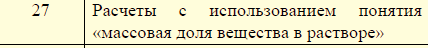 27 Расчеты с использованием понятия
«массовая доля вещества в растворе»